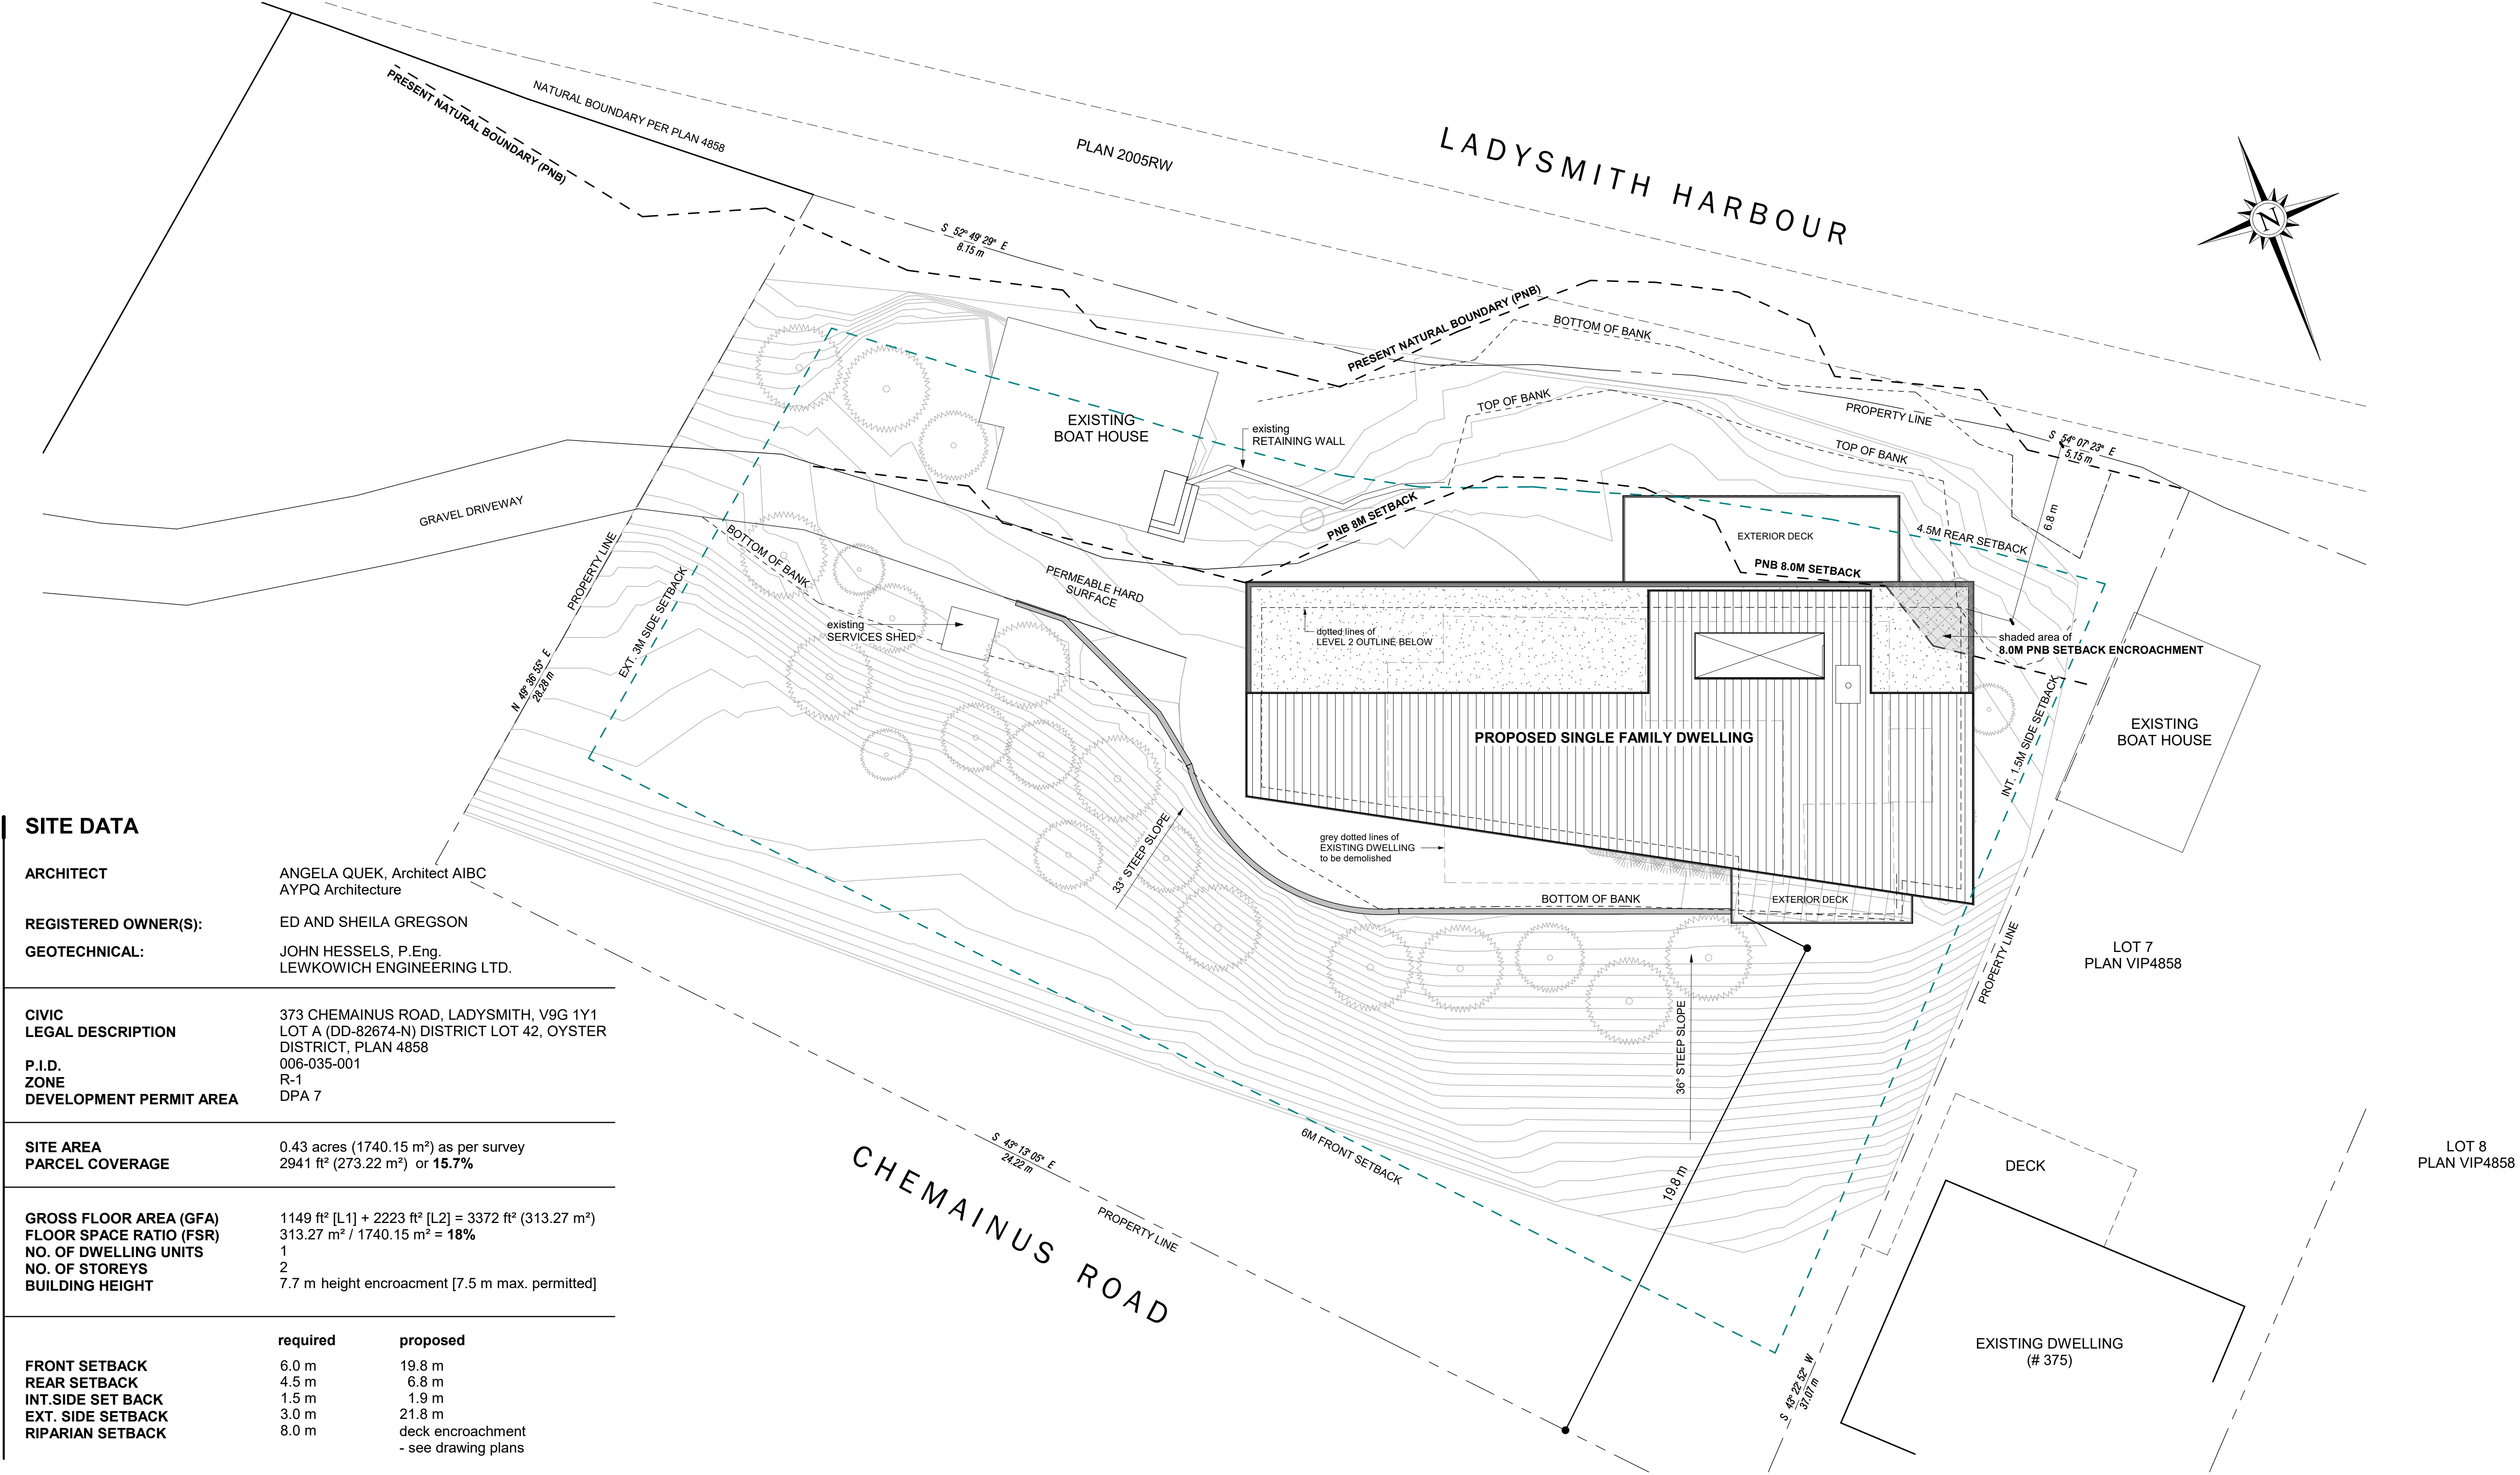 LADYSMITH HARBOUR
PLAN 2005RW
NATURAL BOUNDARY PER PLAN 4858
PRESENT NATURAL BOUNDARY (PNB)
S 52° 49' 29" E
8.15 m
N
PRESENT NATURAL BOUNDARY (PNB)
BOTTOM OF BANK
TOP OF BANK
PROPERTY LINE
TOP OF BANK
S 54° 07' 23" E
5.15 m
6.8 m
EXISTING
BOAT HOUSE
existing
RETAINING WALL
GRAVEL DRIVEWAY
PROPERTY LINE
BOTTOM OF BANK
EXT. 3M SIDE SETBACK
N 49° 36' 55" E
28.28 m
PNB 8M SETBACK
EXTERIOR DECK
4.5M REAR SETBACK
PNB 8.0M SETBACK
PERMEABLE HARD
SURFACE
existing
SERVICES SHED
dotted lines of
LEVEL 2 OUTLINE BELOW
shaded area of
8.0M PNB SETBACK ENCROACHMENT
EXISTING
BOAT HOUSE
INT. 1.5M SIDE SETBACK
PROPOSED SINGLE FAMILY DWELLING
33° STEEP SLOPE
grey dotted lines of
EXISTING DWELLING
to be demolished
BOTTOM OF BANK
EXTERIOR DECK
PROPERTY LINE
LOT 7
PLAN VIP4858
36° STEEP SLOPE
19.8 m
6M FRONT SETBACK
S 43° 13' 05" E
24.22 m
PROPERTY LINE
CHEMAINUS ROAD
DECK
LOT 8
PLAN VIP4858
EXISTING DWELLING
(# 375)
S 43° 22' 52" W
37.07 m
SITE DATA
ARCHITECT ANGELA QUEK, Architect AIBC
AYPQ Architecture
REGISTERED OWNER(S): ED AND SHEILA GREGSON
GEOTECHNICAL: JOHN HESSELS, P.Eng.
LEWKOWICH ENGINEERING LTD.
CIVIC 373 CHEMAINUS ROAD, LADYSMITH, V9G 1Y1
LEGAL DESCRIPTION LOT A (DD-82674-N) DISTRICT LOT 42, OYSTER
DISTRICT, PLAN 4858
P.I.D. 006-035-001
ZONE R-1
DEVELOPMENT PERMIT AREA DPA 7
SITE AREA 0.43 acres (1740.15 m²) as per survey
PARCEL COVERAGE 2941 ft² (273.22 m²) or 15.7%
GROSS FLOOR AREA (GFA) 1149 ft² [L1] + 2223 ft² [L2] = 3372 ft² (313.27 m²)
FLOOR SPACE RATIO (FSR) 313.27 m² / 1740.15 m² = 18%
NO. OF DWELLING UNITS 1
NO. OF STOREYS 2
BUILDING HEIGHT 7.7 m height encroacment [7.5 m max. permitted]
required proposed
FRONT SETBACK 6.0 m 19.8 m
REAR SETBACK 4.5 m 6.8 m
INT.SIDE SET BACK 1.5 m 1.9 m
EXT. SIDE SETBACK 3.0 m 21.8 m
RIPARIAN SETBACK 8.0 m deck encroachment
- see drawing plans